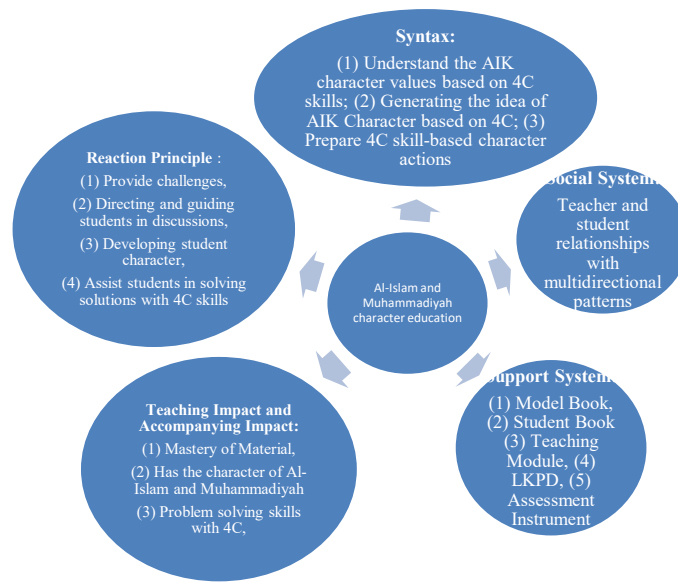 Syntax:
(1) Understand the AIK
character values based on 4C
skills; (2) Generating the idea of
AIK Character based on 4C; (3)
Prepare 4C skill-based character
actions
Reaction Principle :
(1) Provide challenges,
(2) Directing and guiding
students in discussions,
(3) Developing student
character,
(4) Assist students in solving
solutions with 4C skills
Social System
Teacher and
student
relationships
with
multidirectional
patterns
Al-Islam and
Muhammadiyah
character education
Support System
(1) Model Book,
(2) Student Book
(3) Teaching
Module, (4)
LKPD, (5)
Assessment
Instrument
Teaching Impact and
Accompanying Impact:
(1) Mastery of Material,
(2) Has the character of Al-
Islam and Muhammadiyah
(3) Problem solving skills
with 4C,